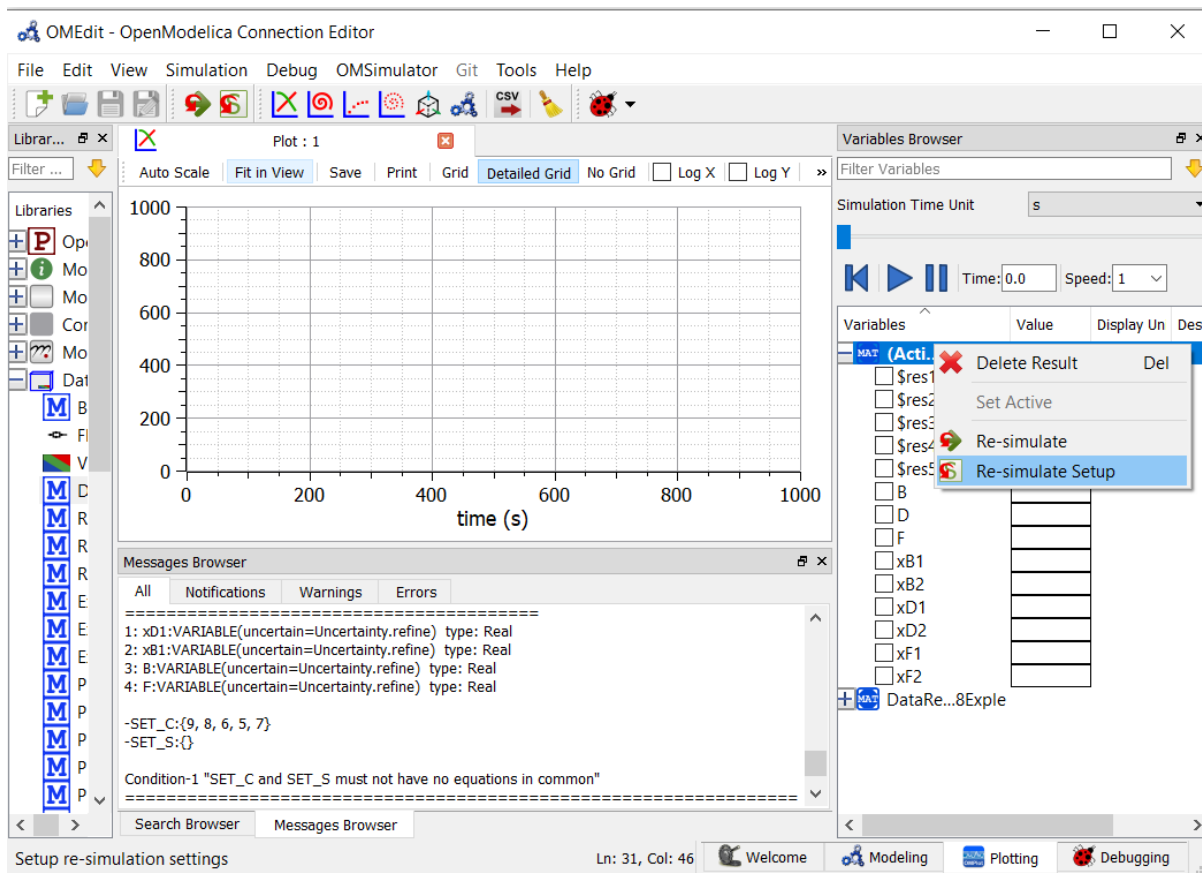 OMEdit - OpenModelica Connection Editor
File Edit View Simulation Debug OMSimulator Git Tools Help
CSV
Librar...
Plot : 1
Variables Browser
Filter ...
Auto Scale Fit in View Save Print Grid Detailed Grid No Grid Log X Log Y »
Filter Variables
Libraries
Simulation Time Unit s
P Op
i Mo
Mo
Cor
Mo
Dat
M B
Fl
V
M D
M R
M R
M R
M E
M E
M E
M P
M P
M P
M P
M P
1000
800
600
400
200
0
0 200 400 600 800 1000
time (s)
Time: 0.0 Speed: 1
Variables Value Display Un Des
MAT (Acti...
Delete Result Del
Set Active
Re-simulate
Re-simulate Setup
$res1
$res2
$res3
$res4
$res5
B
D
F
xB1
xB2
xD1
xD2
xF1
xF2
MAT DataRe...8Exple
Messages Browser
All Notifications Warnings Errors
==========================================
1: xD1:VARIABLE(uncertain=Uncertainty.refine) type: Real
2: xB1:VARIABLE(uncertain=Uncertainty.refine) type: Real
3: B:VARIABLE(uncertain=Uncertainty.refine) type: Real
4: F:VARIABLE(uncertain=Uncertainty.refine) type: Real
-SET_C:{9, 8, 6, 5, 7}
-SET_S:{}
Condition-1 "SET_C and SET_S must not have no equations in common"
==================================================================
Search Browser Messages Browser
Setup re-simulation settings
Ln: 31, Col: 46 Welcome Modeling Plotting Debugging